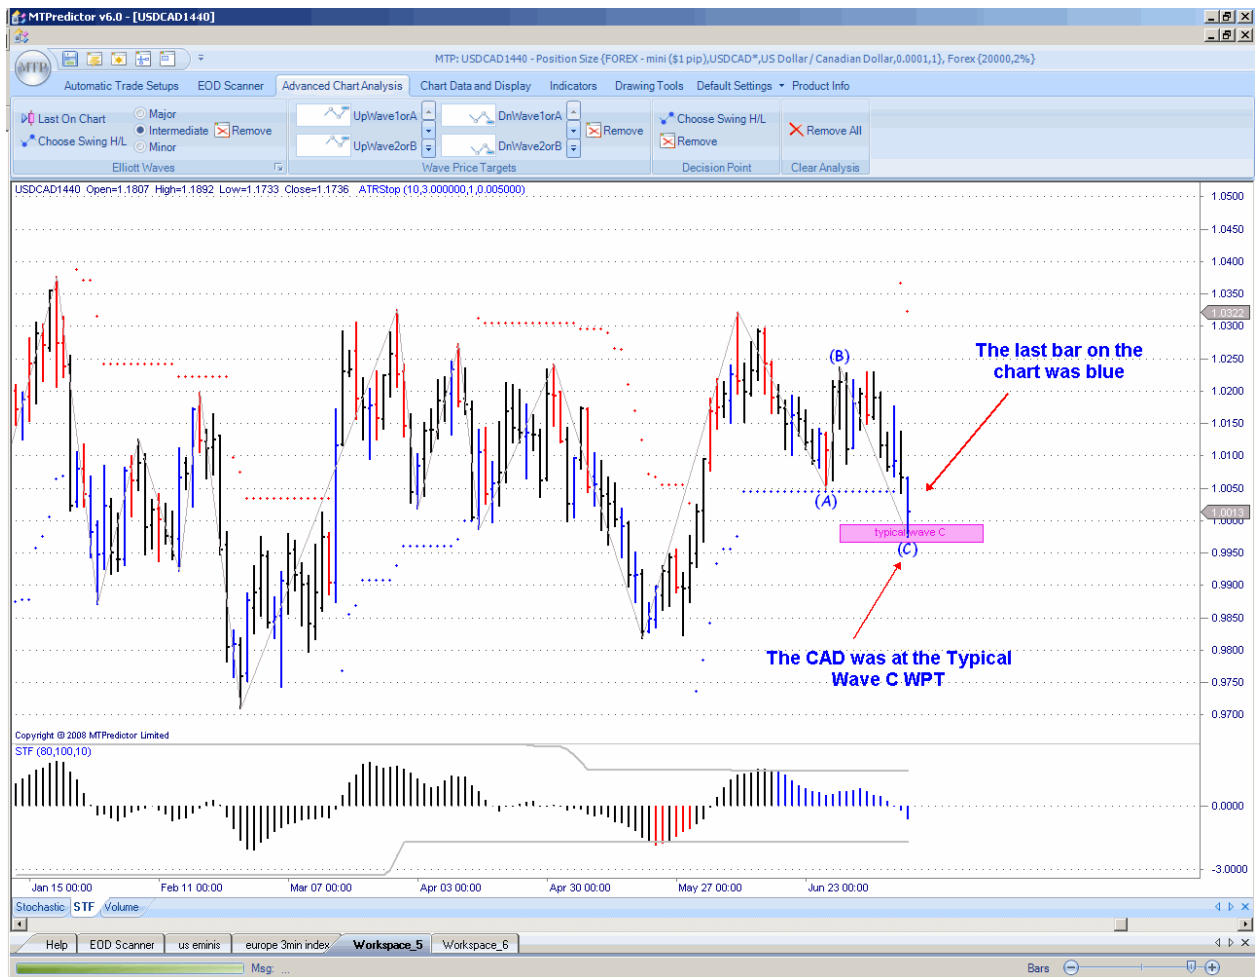 MTPredictor v6.0 - [USDCAD1440]
MTP
MTP: USDCAD1440 - Position Size {FOREX - mini ($1 pip),USDCAD*,US Dollar / Canadian Dollar,0.0001,1}, Forex {20000,2%}
Automatic Trade Setups EOD Scanner Advanced Chart Analysis Chart Data and Display Indicators Drawing Tools Default Settings Product Info
Last On Chart
Choose Swing H/L
Major
Intermediate
Minor
Remove
Elliott Waves
UpWave1orA
UpWave2orB
DnWave1orA
DnWave2orB
Remove
Wave Price Targets
Choose Swing H/L
Remove
Decision Point
Remove All
Clear Analysis
USDCAD1440 Open=1.1807 High=1.1892 Low=1.1733 Close=1.1736 ATRStop (10,3.000000,1,0.005000)
1.0500
1.0450
1.0400
1.0350
1.0322
1.0300
1.0250
1.0200
1.0150
1.0100
1.0050
1.0013
1.0000
0.9950
0.9900
0.9850
0.9800
0.9750
0.9700
The last bar on the
chart was blue
(B)
(A)
typical wave C
(C)
The CAD was at the Typical
Wave C WPT
Copyright © 2008 MTPredictor Limited
STF (80,100,10)
0.0000
-3.0000
Jan 15 00:00 Feb 11 00:00 Mar 07 00:00 Apr 03 00:00 Apr 30 00:00 May 27 00:00 Jun 23 00:00
Stochastic STF Volume
Help EOD Scanner us eminis europe 3min index Workspace_5 Workspace_6
Msg: ...
Bars